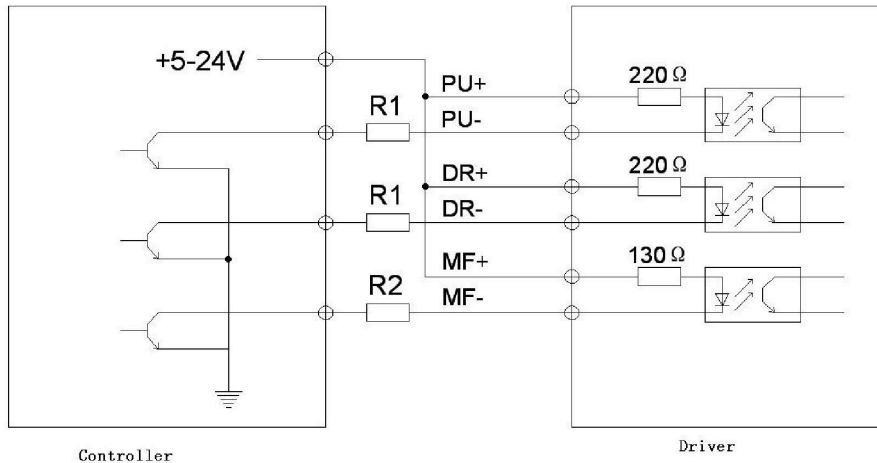 +5-24V
PU+
220Ω
R1
PU-
DR+
220Ω
R1
DR-
MF+
130Ω
R2
MF-
Controller
Driver